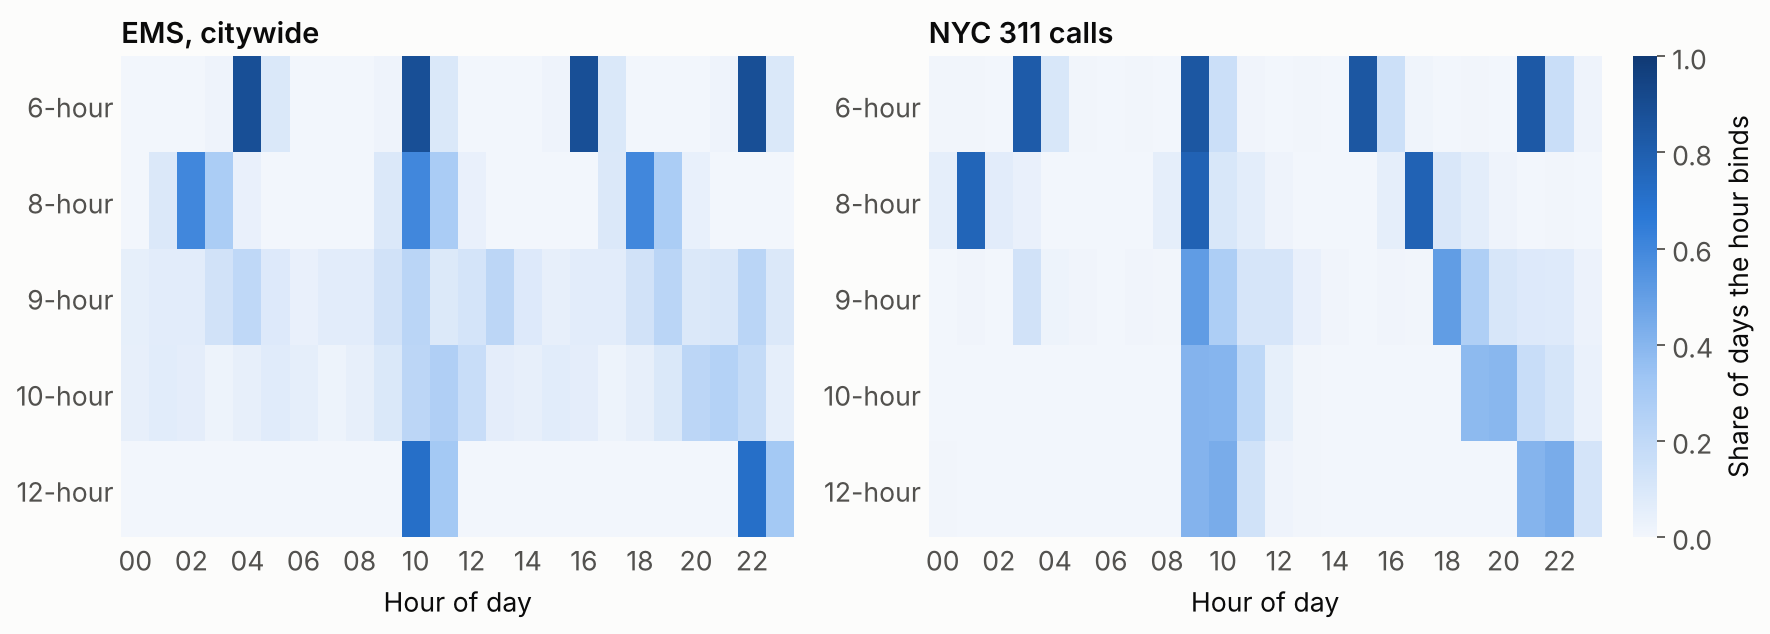 EMS, citywide
6-hour
8-hour
9-hour
10-hour
12-hour
00 02 04 06 08 10 12 14 16 18 20 22
Hour of day
NYC 311 calls
6-hour
8-hour
9-hour
10-hour
12-hour
00 02 04 06 08 10 12 14 16 18 20 22
Hour of day
1.0
0.8
0.6
0.4
0.2
0.0
Share of days the hour binds